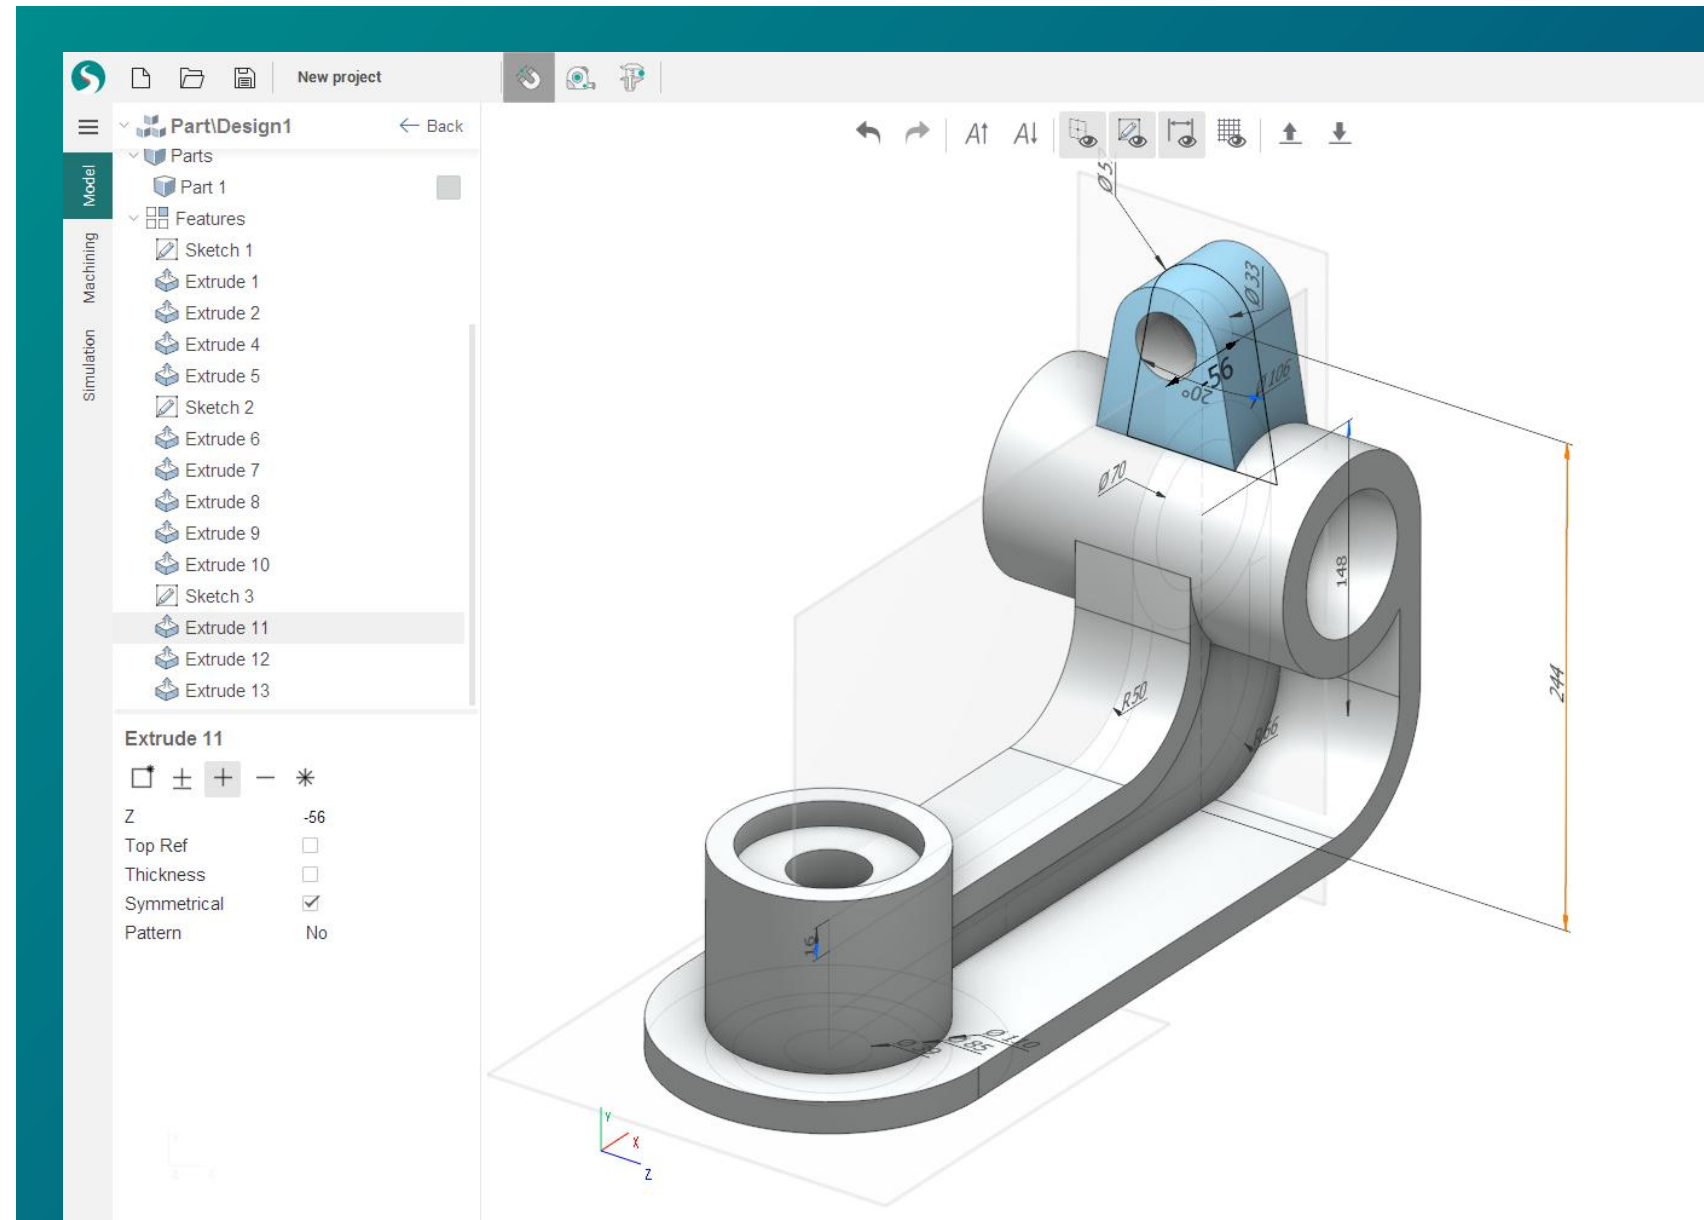 New project
Part\Design1
Back
Parts
Part 1
Features
Sketch 1
Extrude 1
Extrude 2
Extrude 4
Extrude 5
Sketch 2
Extrude 6
Extrude 7
Extrude 8
Extrude 9
Extrude 10
Sketch 3
Extrude 11
Extrude 12
Extrude 13
Model
Machining
Simulation
Extrude 11
Z -56
Top Ref
Thickness
Symmetrical
Pattern No
A
A
Ø33
-56
Ø106
20°
Ø70
148
244
R50
R66
16
Ø85
Ø110
Y
X
Z